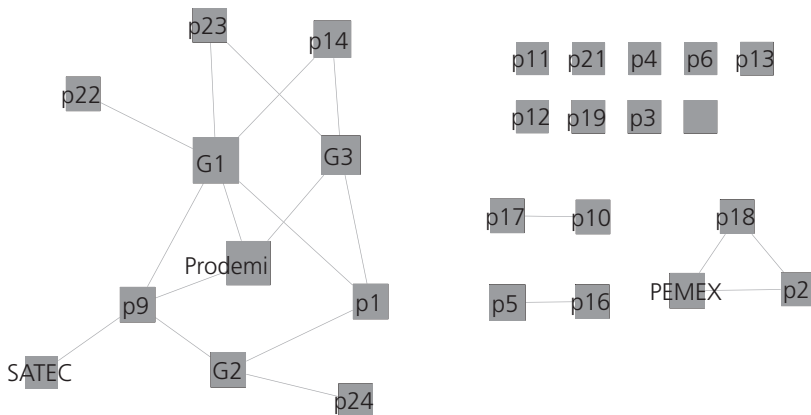 p23
p14
p22
G1
G3
Prodemi
p9
p1
SATEC
G2
p24
p11 p21 p4 p6 p13
p12 p19 p3
p17 p10
p18
p5 p16
PEMEX p2